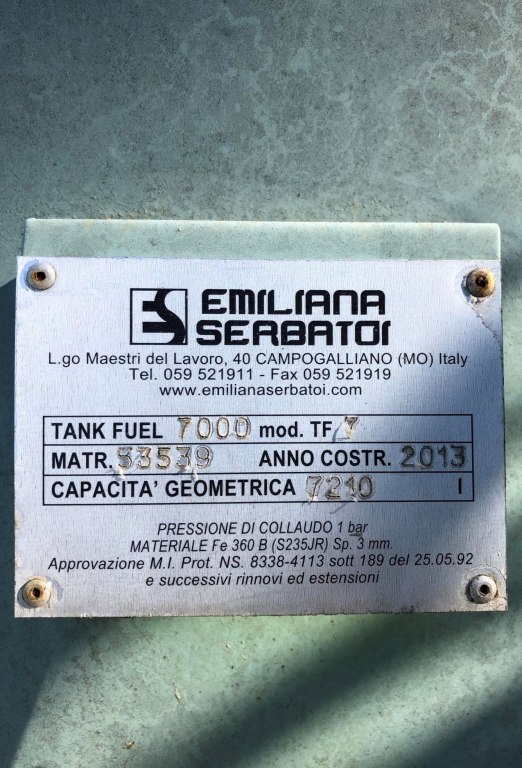 EMILIANA
SERBATOI
L.go Maestri del Lavoro, 40 CAMPOGALLIANO (MO) Italy
Tel. 059 521911 - Fax 059 521919
www.emilianaserbatoi.com
TANK FUEL 7000 mod. TF 7
MATR. 53539 ANNO COSTR. 2013
CAPACITA' GEOMETRICA 7210 l
PRESSIONE DI COLLAUDO 1 bar
MATERIALE Fe 360 B (S235JR) Sp. 3 mm.
Approvazione M.I. Prot. NS. 8338-4113 sott 189 del 25.05.92
e successivi rinnovi ed estensioni